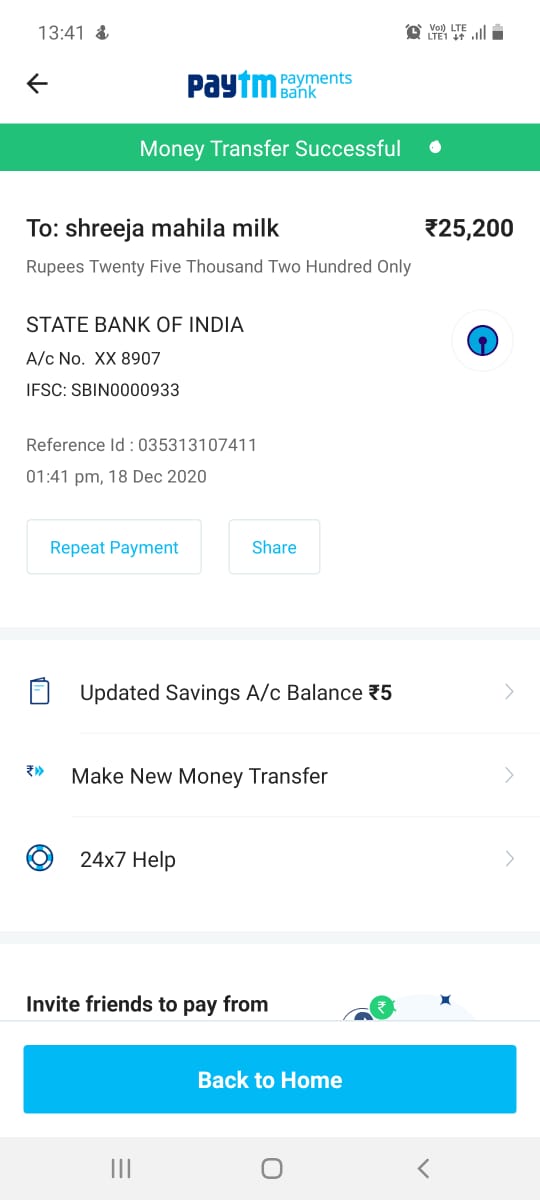 13:41
Vo)) LTE
LTE1
paytm Payments Bank
Money Transfer Successful
To: shreeja mahila milk ₹25,200
Rupees Twenty Five Thousand Two Hundred Only
STATE BANK OF INDIA
A/c No. XX 8907
IFSC: SBIN0000933
Reference Id : 035313107411
01:41 pm, 18 Dec 2020
Repeat Payment Share
Updated Savings A/c Balance ₹5
₹ Make New Money Transfer
24x7 Help
Invite friends to pay from
₹
Back to Home